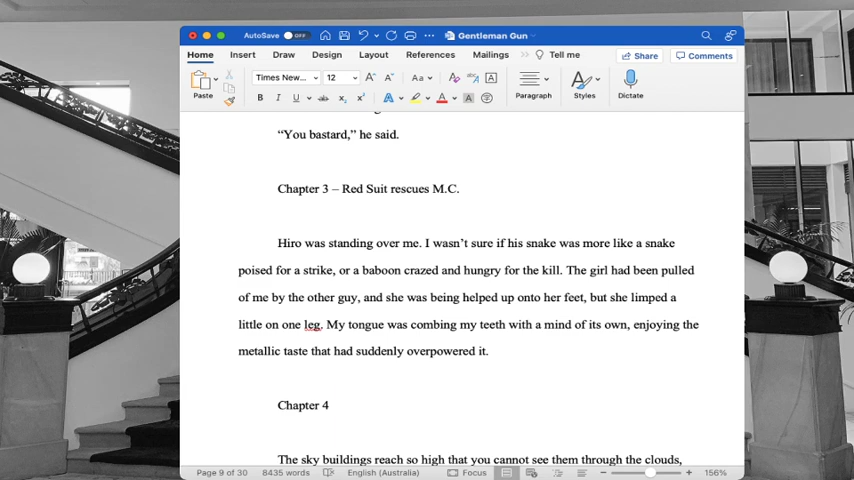 AutoSave OFF Gentleman Gun
Home Insert Draw Design Layout References Mailings Tell me Share Comments
Times New... 12 A A Aa A
Paste Paragraph Styles Dictate
B I U ab x₂ x² A A A
“You bastard,” he said.
Chapter 3 – Red Suit rescues M.C.
Hiro was standing over me. I wasn’t sure if his snake was more like a snake
poised for a strike, or a baboon crazed and hungry for the kill. The girl had been pulled
of me by the other guy, and she was being helped up onto her feet, but she limped a
little on one leg. My tongue was combing my teeth with a mind of its own, enjoying the
metallic taste that had suddenly overpowered it.
Chapter 4
The sky buildings reach so high that you cannot see them through the clouds,
Page 9 of 30 8435 words English (Australia) Focus 156%